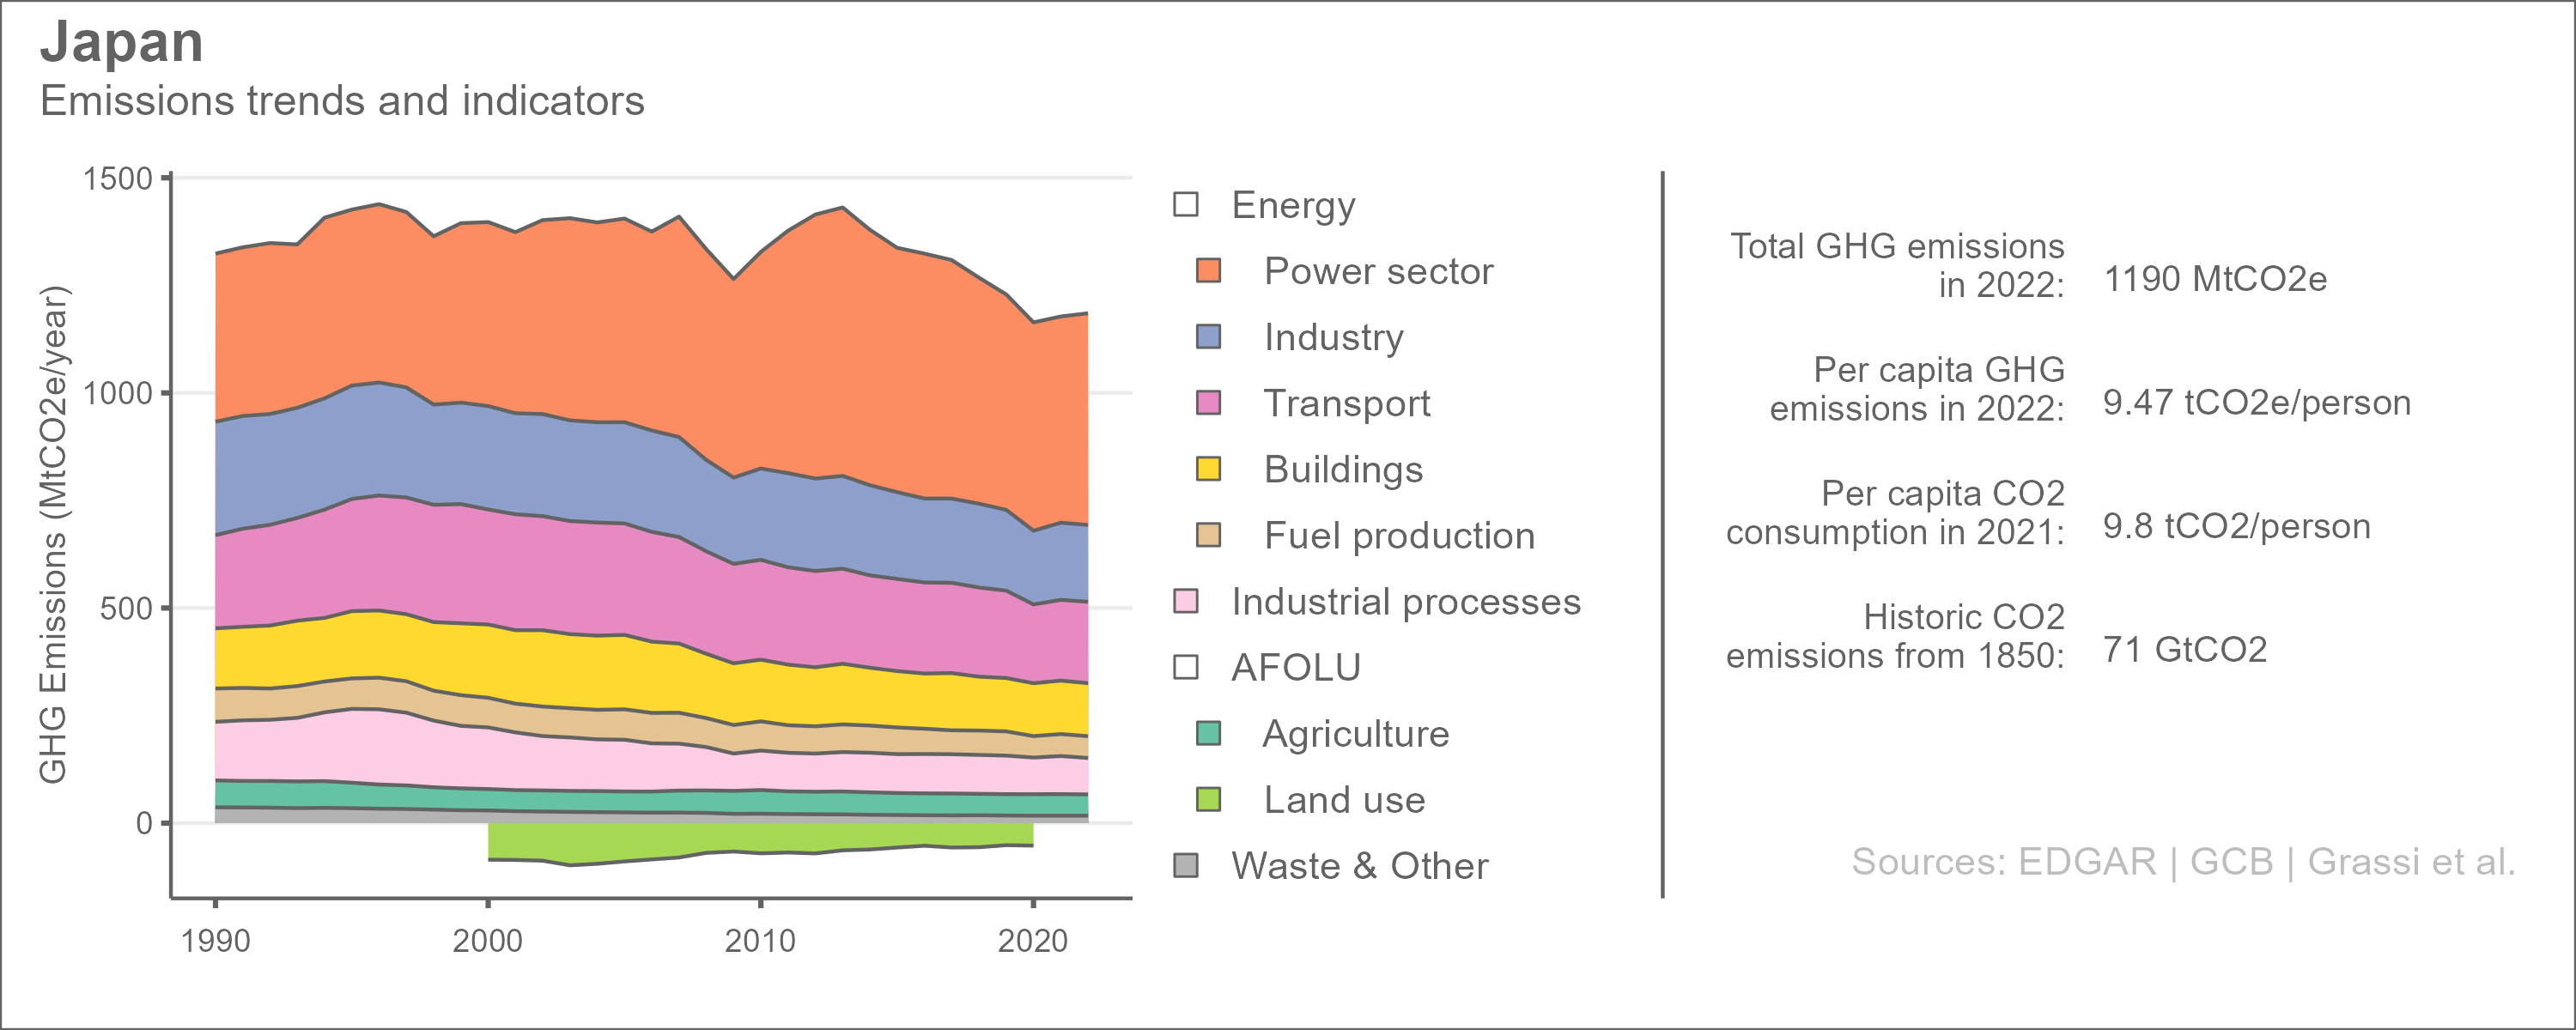 Japan
Emissions trends and indicators
GHG Emissions (MtCO2e/year)
1500
1000
500
0
1990
2000
2010
2020
Energy
Power sector
Industry
Transport
Buildings
Fuel production
Industrial processes
AFOLU
Agriculture
Land use
Waste & Other
Total GHG emissions
in 2022:
1190 MtCO2e
Per capita GHG
emissions in 2022:
9.47 tCO2e/person
Per capita CO2
consumption in 2021:
9.8 tCO2/person
Historic CO2
emissions from 1850:
71 GtCO2
Sources: EDGAR | GCB | Grassi et al.